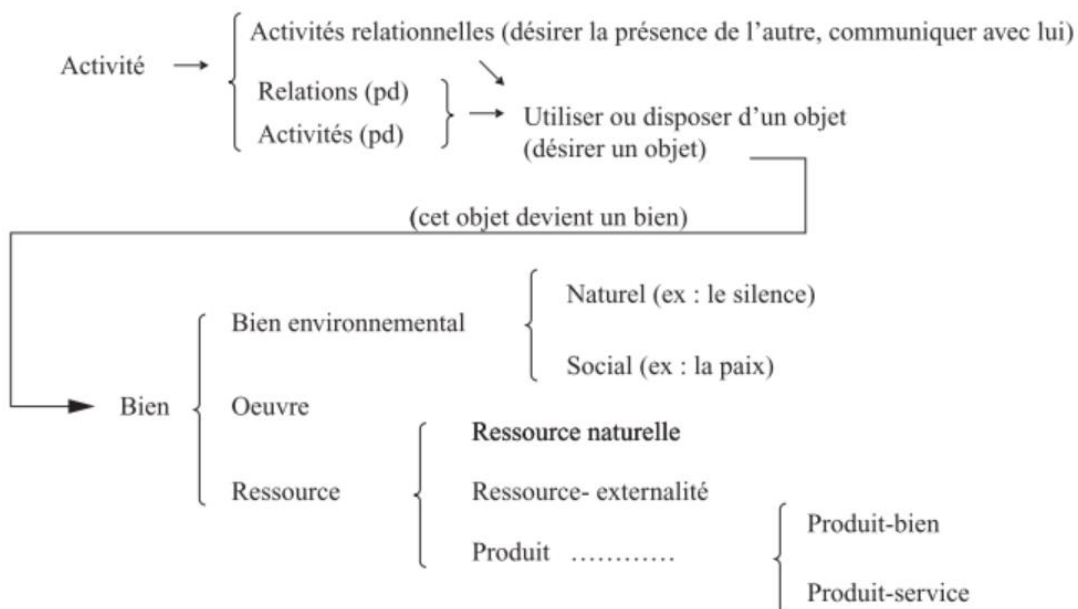 Activités relationnelles (désirer la présence de l’autre, communiquer avec lui)
Activité
Relations (pd)
Activités (pd)
Utiliser ou disposer d’un objet
(désirer un objet)
(cet objet devient un bien)
Naturel (ex : le silence)
Bien environnemental
Social (ex : la paix)
Bien
Oeuvre
Ressource naturelle
Ressource
Ressource- externalité
Produit-bien
Produit ............
Produit-service